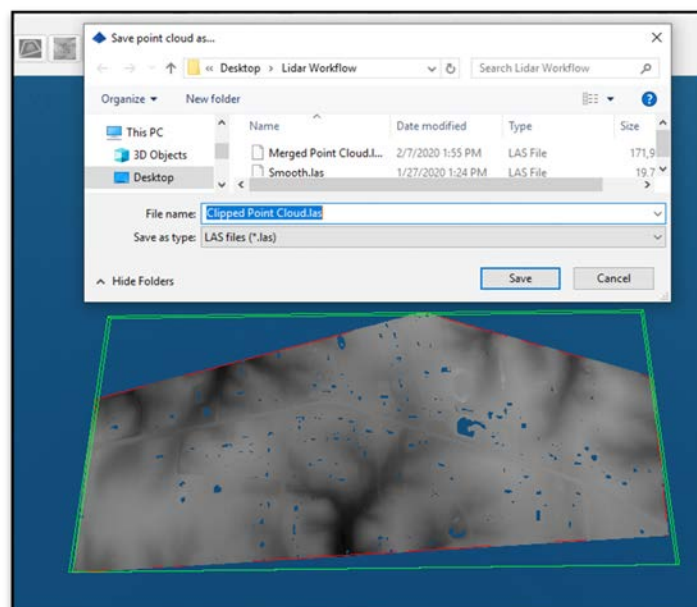 Save point cloud as...
« Desktop > Lidar Workflow
Search Lidar Workflow
Organize
New folder
This PC
3D Objects
Desktop
Name Date modified Type Size
Merged Point Cloud.l... 2/7/2020 1:55 PM LAS File 171,9
Smooth.las 1/27/2020 1:24 PM LAS File 19.7
File name: Clipped Point Cloud.las
Save as type: LAS files (*.las)
Hide Folders
Save
Cancel